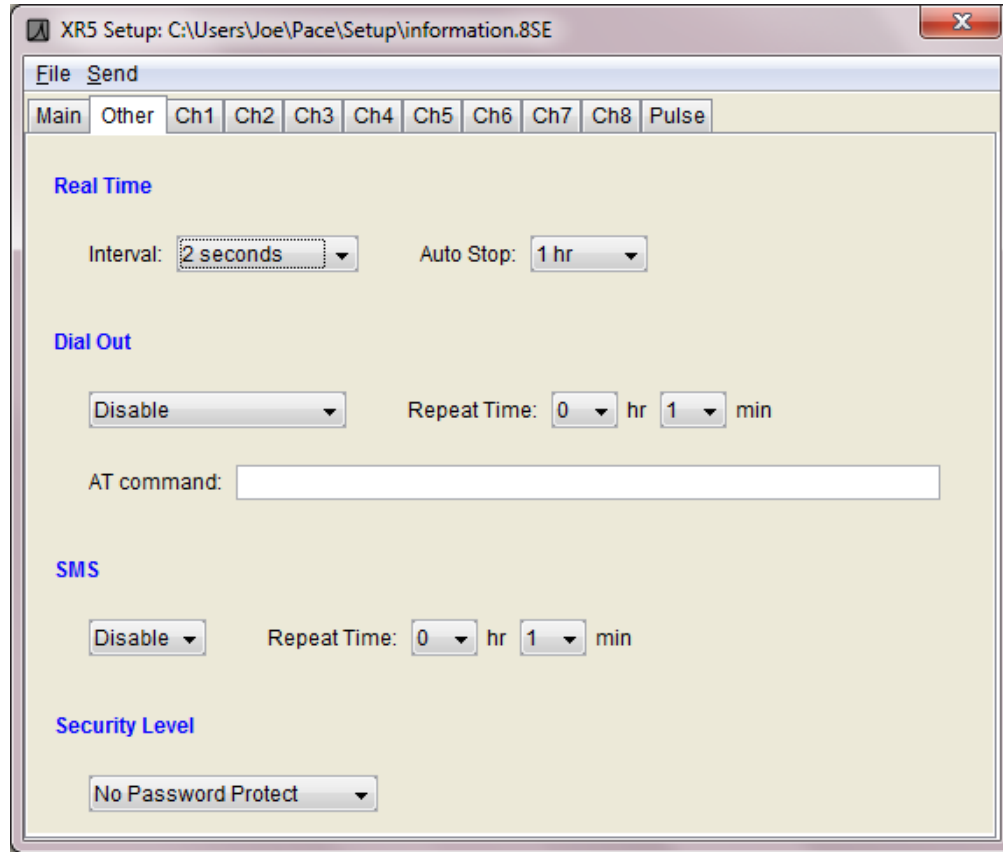 XR5 Setup: C:\Users\Joe\Pace\Setup\information.8SE
File Send
Main Other Ch1 Ch2 Ch3 Ch4 Ch5 Ch6 Ch7 Ch8 Pulse
Real Time
Interval: 2 seconds Auto Stop: 1 hr
Dial Out
Disable Repeat Time: 0 hr 1 min
AT command:
SMS
Disable Repeat Time: 0 hr 1 min
Security Level
No Password Protect